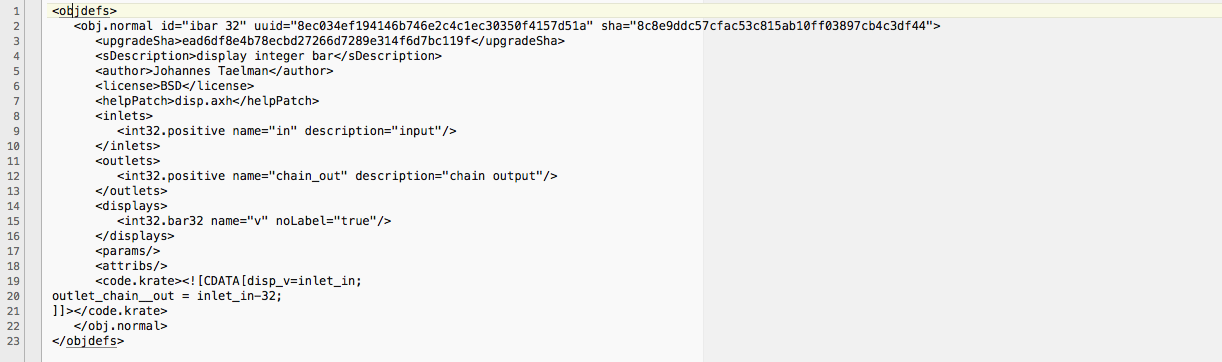 1 <objdefs>
2 <obj.normal id="ibar 32" uuid="8ec034ef194146b746e2c4c1ec30350f4157d51a" sha="8c8e9ddc57cfac53c815ab10ff03897cb4c3df44">
3 <upgradeSha>ead6df8e4b78ecbd27266d7289e314f6d7bc119f</upgradeSha>
4 <sDescription>display integer bar</sDescription>
5 <author>Johannes Taelman</author>
6 <license>BSD</license>
7 <helpPatch>disp.axh</helpPatch>
8 <inlets>
9 <int32.positive name="in" description="input"/>
10 </inlets>
11 <outlets>
12 <int32.positive name="chain_out" description="chain output"/>
13 </outlets>
14 <displays>
15 <int32.bar32 name="v" noLabel="true"/>
16 </displays>
17 <params/>
18 <attribs/>
19 <code.krate><![CDATA[disp_v=inlet_in;
20 outlet_chain__out = inlet_in-32;
21 ]]></code.krate>
22 </obj.normal>
23 </objdefs>